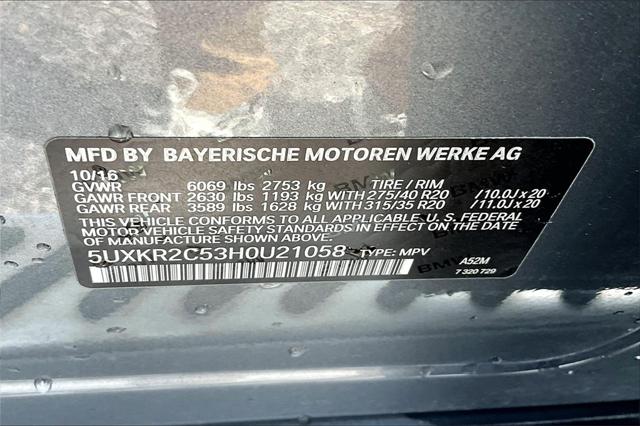 MFD BY BAYERISCHE MOTOREN WERKE AG
10/16
GVWR 6069 lbs 2753 kg TIRE / RIM
GAWR FRONT 2630 lbs 1193 kg WITH 275/40 R20 /10.0J x 20
GAWR REAR 3589 lbs 1628 kg WITH 315/35 R20 /11.0J x 20
THIS VEHICLE CONFORMS TO ALL APPLICABLE U. S. FEDERAL
MOTOR VEHICLE SAFETY STANDARDS IN EFFECT ON THE DATE
OF MANUFACTURE SHOWN ABOVE.
5UXKR2C53H0U21058 TYPE: MPV A52M
7 320 729